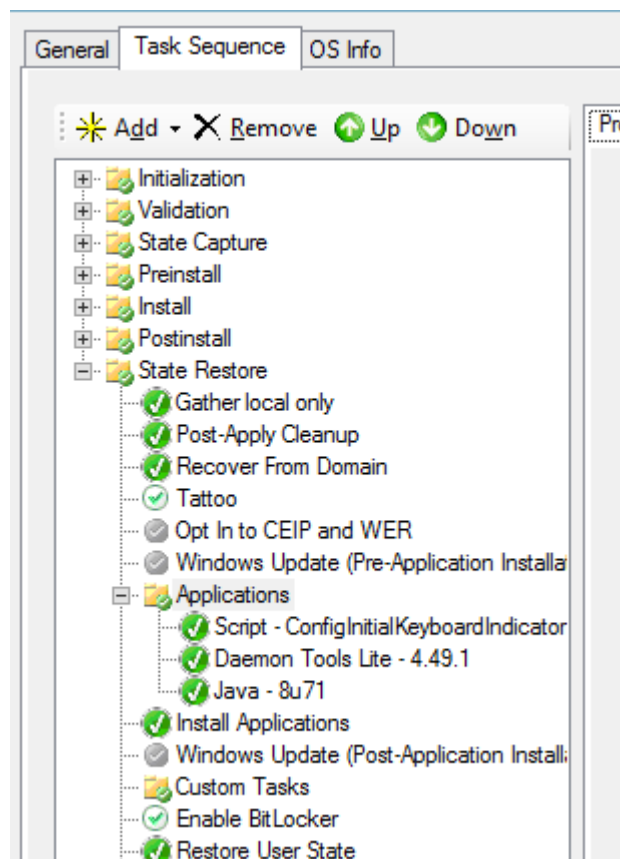 General Task Sequence OS Info
Add Remove Up Down
Pr
Initialization
Validation
State Capture
Preinstall
Install
Postinstall
State Restore
Gather local only
Post-Apply Cleanup
Recover From Domain
Tattoo
Opt In to CEIP and WER
Windows Update (Pre-Application Installa
Applications
Script - ConfigInitialKeyboardIndicator
Daemon Tools Lite - 4.49.1
Java - 8u71
Install Applications
Windows Update (Post-Application Install
Custom Tasks
Enable BitLocker
Restore User State